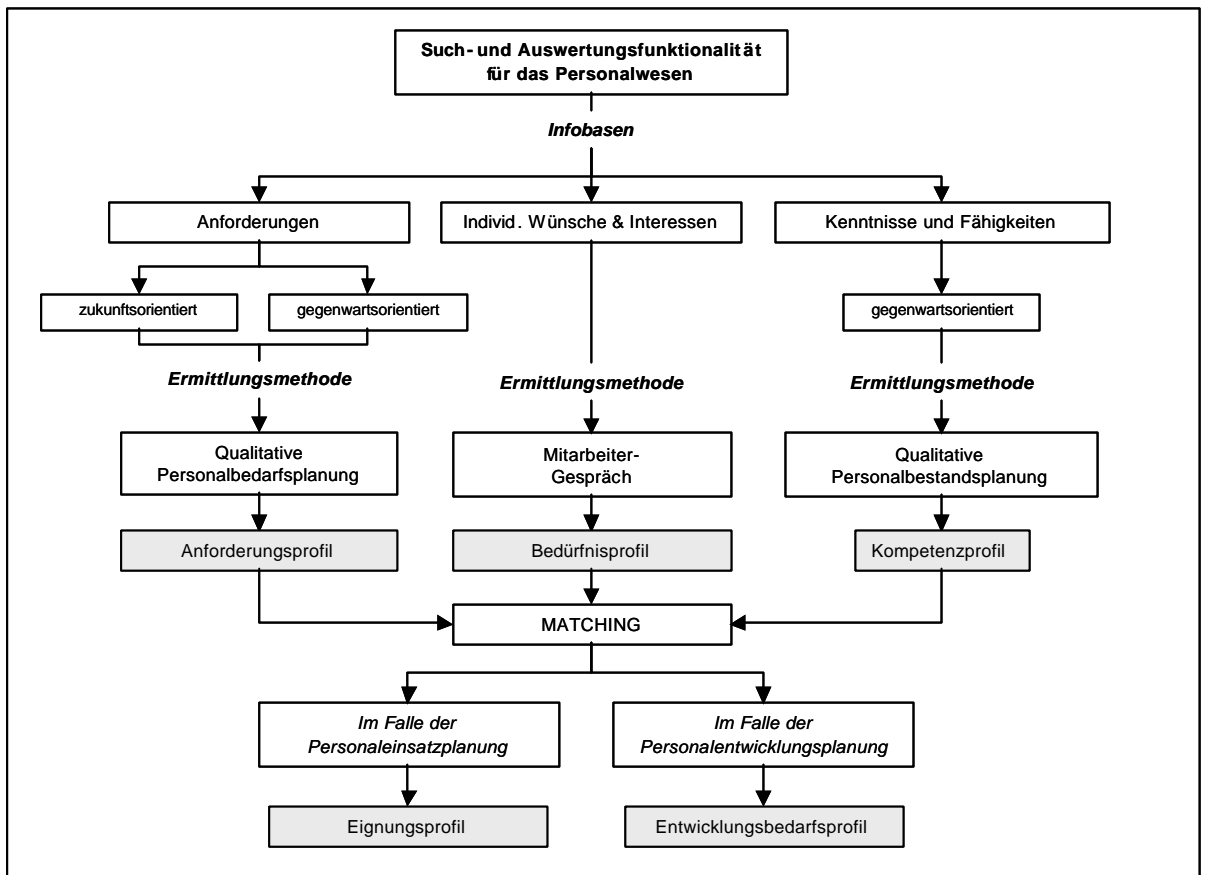 Such- und Auswertungsfunktionalität
für das Personalwesen
Infobasen
Anforderungen
Individ. Wünsche & Interessen
Kenntnisse und Fähigkeiten
zukunftsorientiert
gegenwartsorientiert
gegenwartsorientiert
Ermittlungsmethode
Ermittlungsmethode
Ermittlungsmethode
Qualitative
Personalbedarfsplanung
Mitarbeiter-
Gespräch
Qualitative
Personalbestandsplanung
Anforderungsprofil
Bedürfnisprofil
Kompetenzprofil
MATCHING
Im Falle der
Personaleinsatzplanung
Im Falle der
Personalentwicklungsplanung
Eignungsprofil
Entwicklungsbedarfsprofil